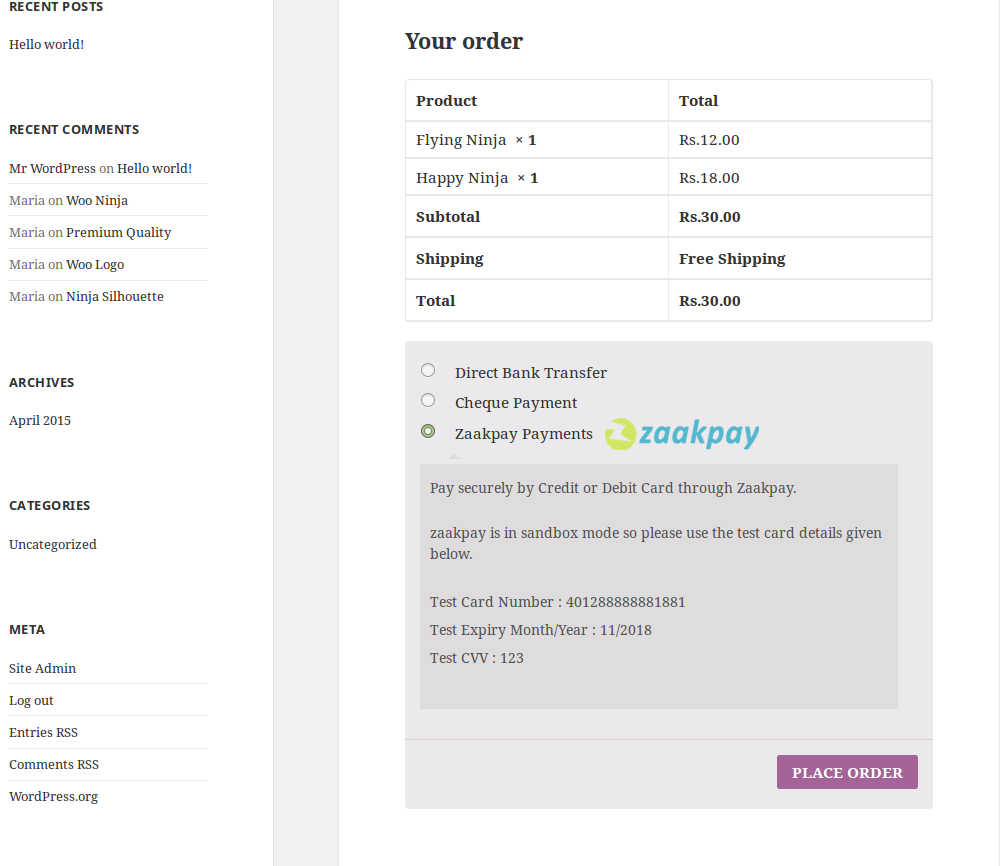 RECENT POSTS
Hello world!
RECENT COMMENTS
Mr WordPress on Hello world!
Maria on Woo Ninja
Maria on Premium Quality
Maria on Woo Logo
Maria on Ninja Silhouette
ARCHIVES
April 2015
CATEGORIES
Uncategorized
META
Site Admin
Log out
Entries RSS
Comments RSS
WordPress.org
Your order
Product Total
Flying Ninja × 1 Rs.12.00
Happy Ninja × 1 Rs.18.00
Subtotal Rs.30.00
Shipping Free Shipping
Total Rs.30.00
Direct Bank Transfer
Cheque Payment
Zaakpay Payments zaakpay
Pay securely by Credit or Debit Card through Zaakpay.
zaakpay is in sandbox mode so please use the test card details given
below.
Test Card Number : 401288888881881
Test Expiry Month/Year : 11/2018
Test CVV : 123
PLACE ORDER